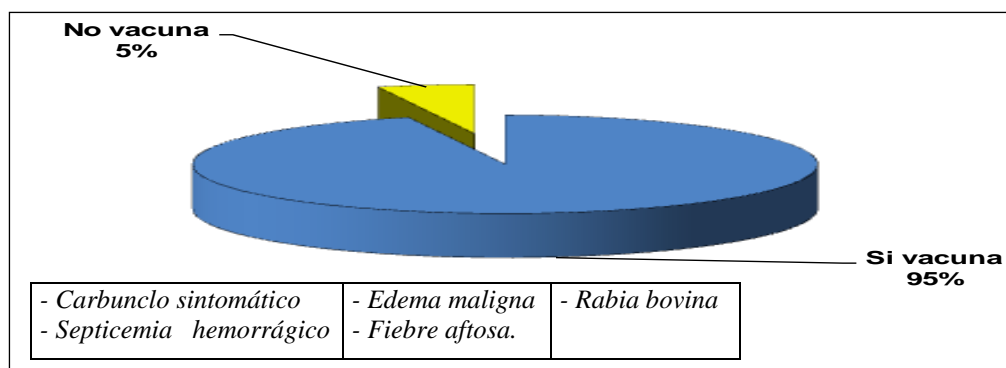 No vacuna
5%
Si vacuna
95%
- Carbunclo sintomático
- Septicemia hemorrágico
- Edema maligna
- Fiebre aftosa.
- Rabia bovina